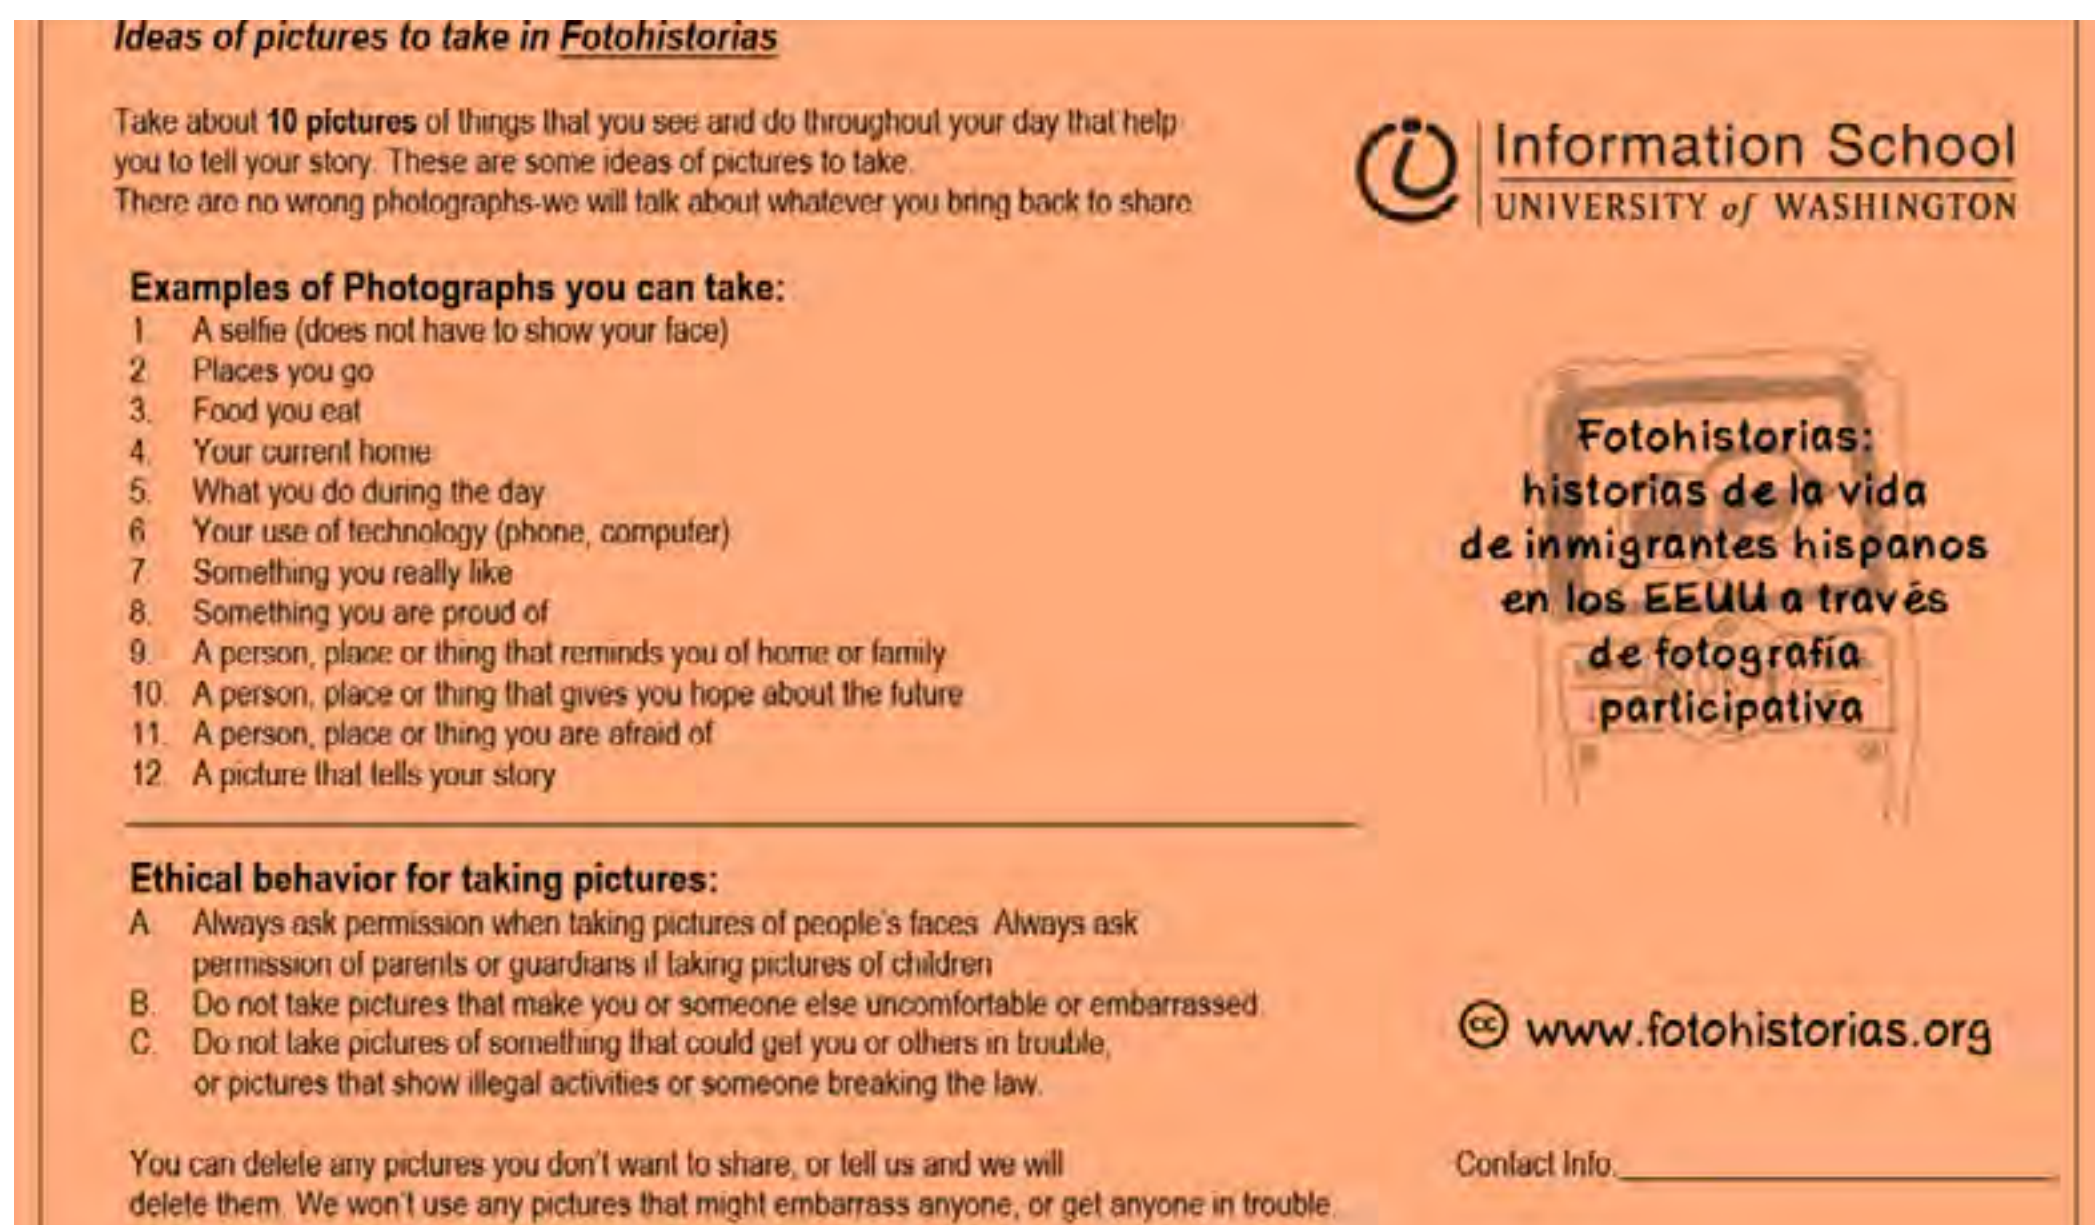 Ideas of pictures to take in Fotohistorias
Take about 10 pictures of things that you see and do throughout your day that help
you to tell your story. These are some ideas of pictures to take.
There are no wrong photographs-we will talk about whatever you bring back to share
Examples of Photographs you can take:
1 A selfie (does not have to show your face)
2 Places you go
3. Food you eat
4. Your current home
5. What you do during the day
6 Your use of technology (phone, computer)
7 Something you really like
8. Something you are proud of
9. A person, place or thing that reminds you of home or family
10. A person, place or thing that gives you hope about the future
11. A person, place or thing you are afraid of
12. A picture that tells your story
Ethical behavior for taking pictures:
A. Always ask permission when taking pictures of people's faces. Always ask
permission of parents or guardians if taking pictures of children
B. Do not take pictures that make you or someone else uncomfortable or embarrassed.
C. Do not take pictures of something that could get you or others in trouble,
or pictures that show illegal activities or someone breaking the law.
You can delete any pictures you don't want to share, or tell us and we will
delete them. We won't use any pictures that might embarrass anyone, or get anyone in trouble.
i Information School
UNIVERSITY of WASHINGTON
Fotohistorias:
historias de la vida
de inmigrantes hispanos
en los EEUU a través
de fotografía
participativa
cc www.fotohistorias.org
Contact Info.